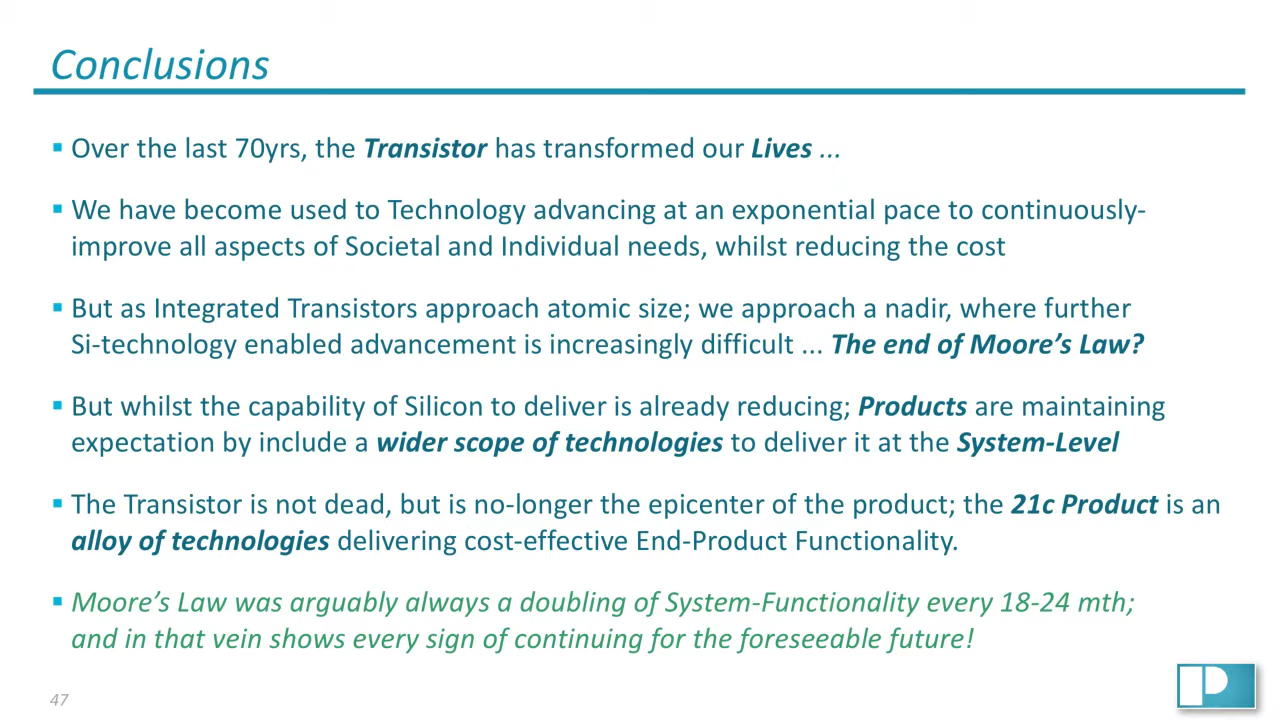 Conclusions
▪ Over the last 70yrs, the Transistor has transformed our Lives ...
▪ We have become used to Technology advancing at an exponential pace to continuously-
improve all aspects of Societal and Individual needs, whilst reducing the cost
▪ But as Integrated Transistors approach atomic size; we approach a nadir, where further
Si-technology enabled advancement is increasingly difficult ... The end of Moore’s Law?
▪ But whilst the capability of Silicon to deliver is already reducing; Products are maintaining
expectation by include a wider scope of technologies to deliver it at the System-Level
▪ The Transistor is not dead, but is no-longer the epicenter of the product; the 21c Product is an
alloy of technologies delivering cost-effective End-Product Functionality.
▪ Moore’s Law was arguably always a doubling of System-Functionality every 18-24 mth;
and in that vein shows every sign of continuing for the foreseeable future!
47
P